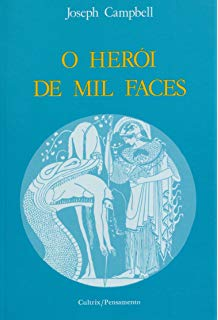 Joseph Campbell
O HERÓI
DE MIL FACES
Cultrix/Pensamento